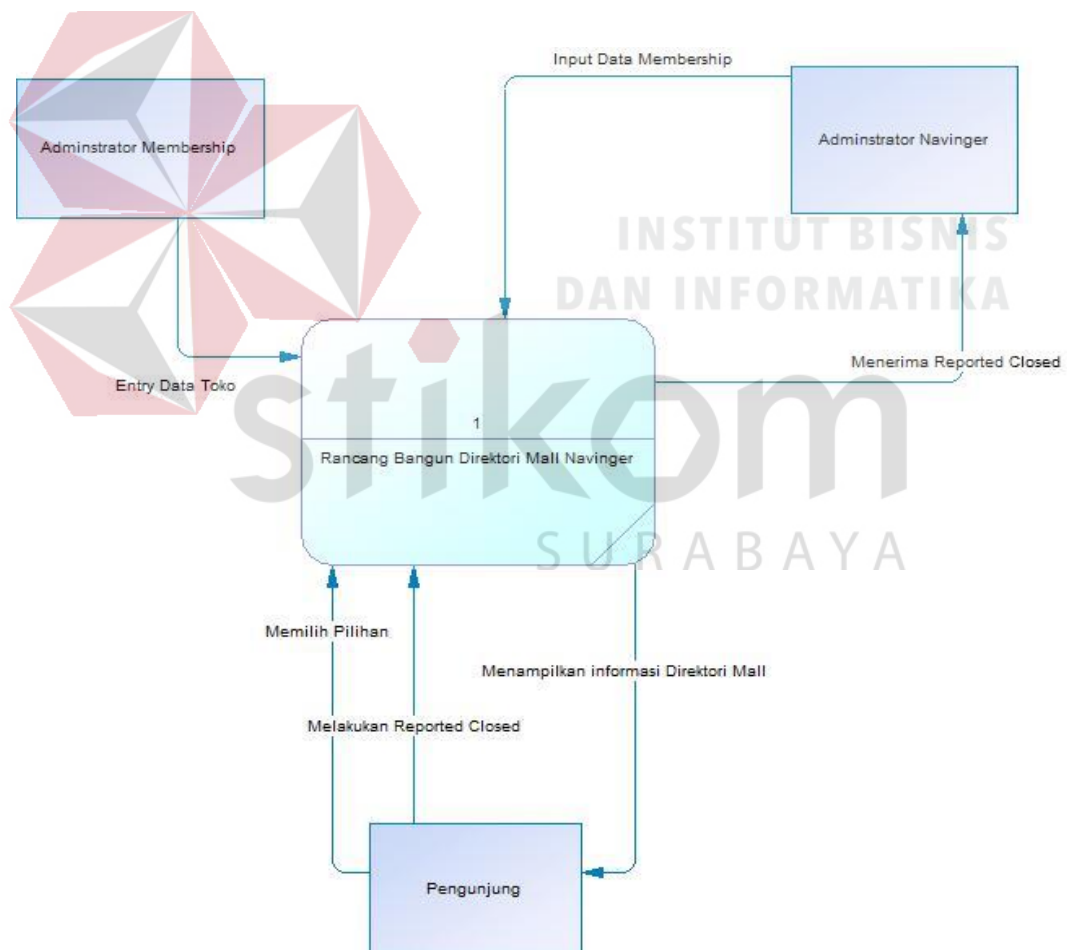 Input Data Membership
Adminstrator Membership
Adminstrator Navinger
INSTITUT BISNIS
DAN INFORMATIKA
Menerima Reported Closed
Entry Data Toko
stikom
1
Rancang Bangun Direktori Mall Navinger
SURABAYA
Memilih Pilihan
Menampilkan informasi Direktori Mall
Melakukan Reported Closed
Pengunjung